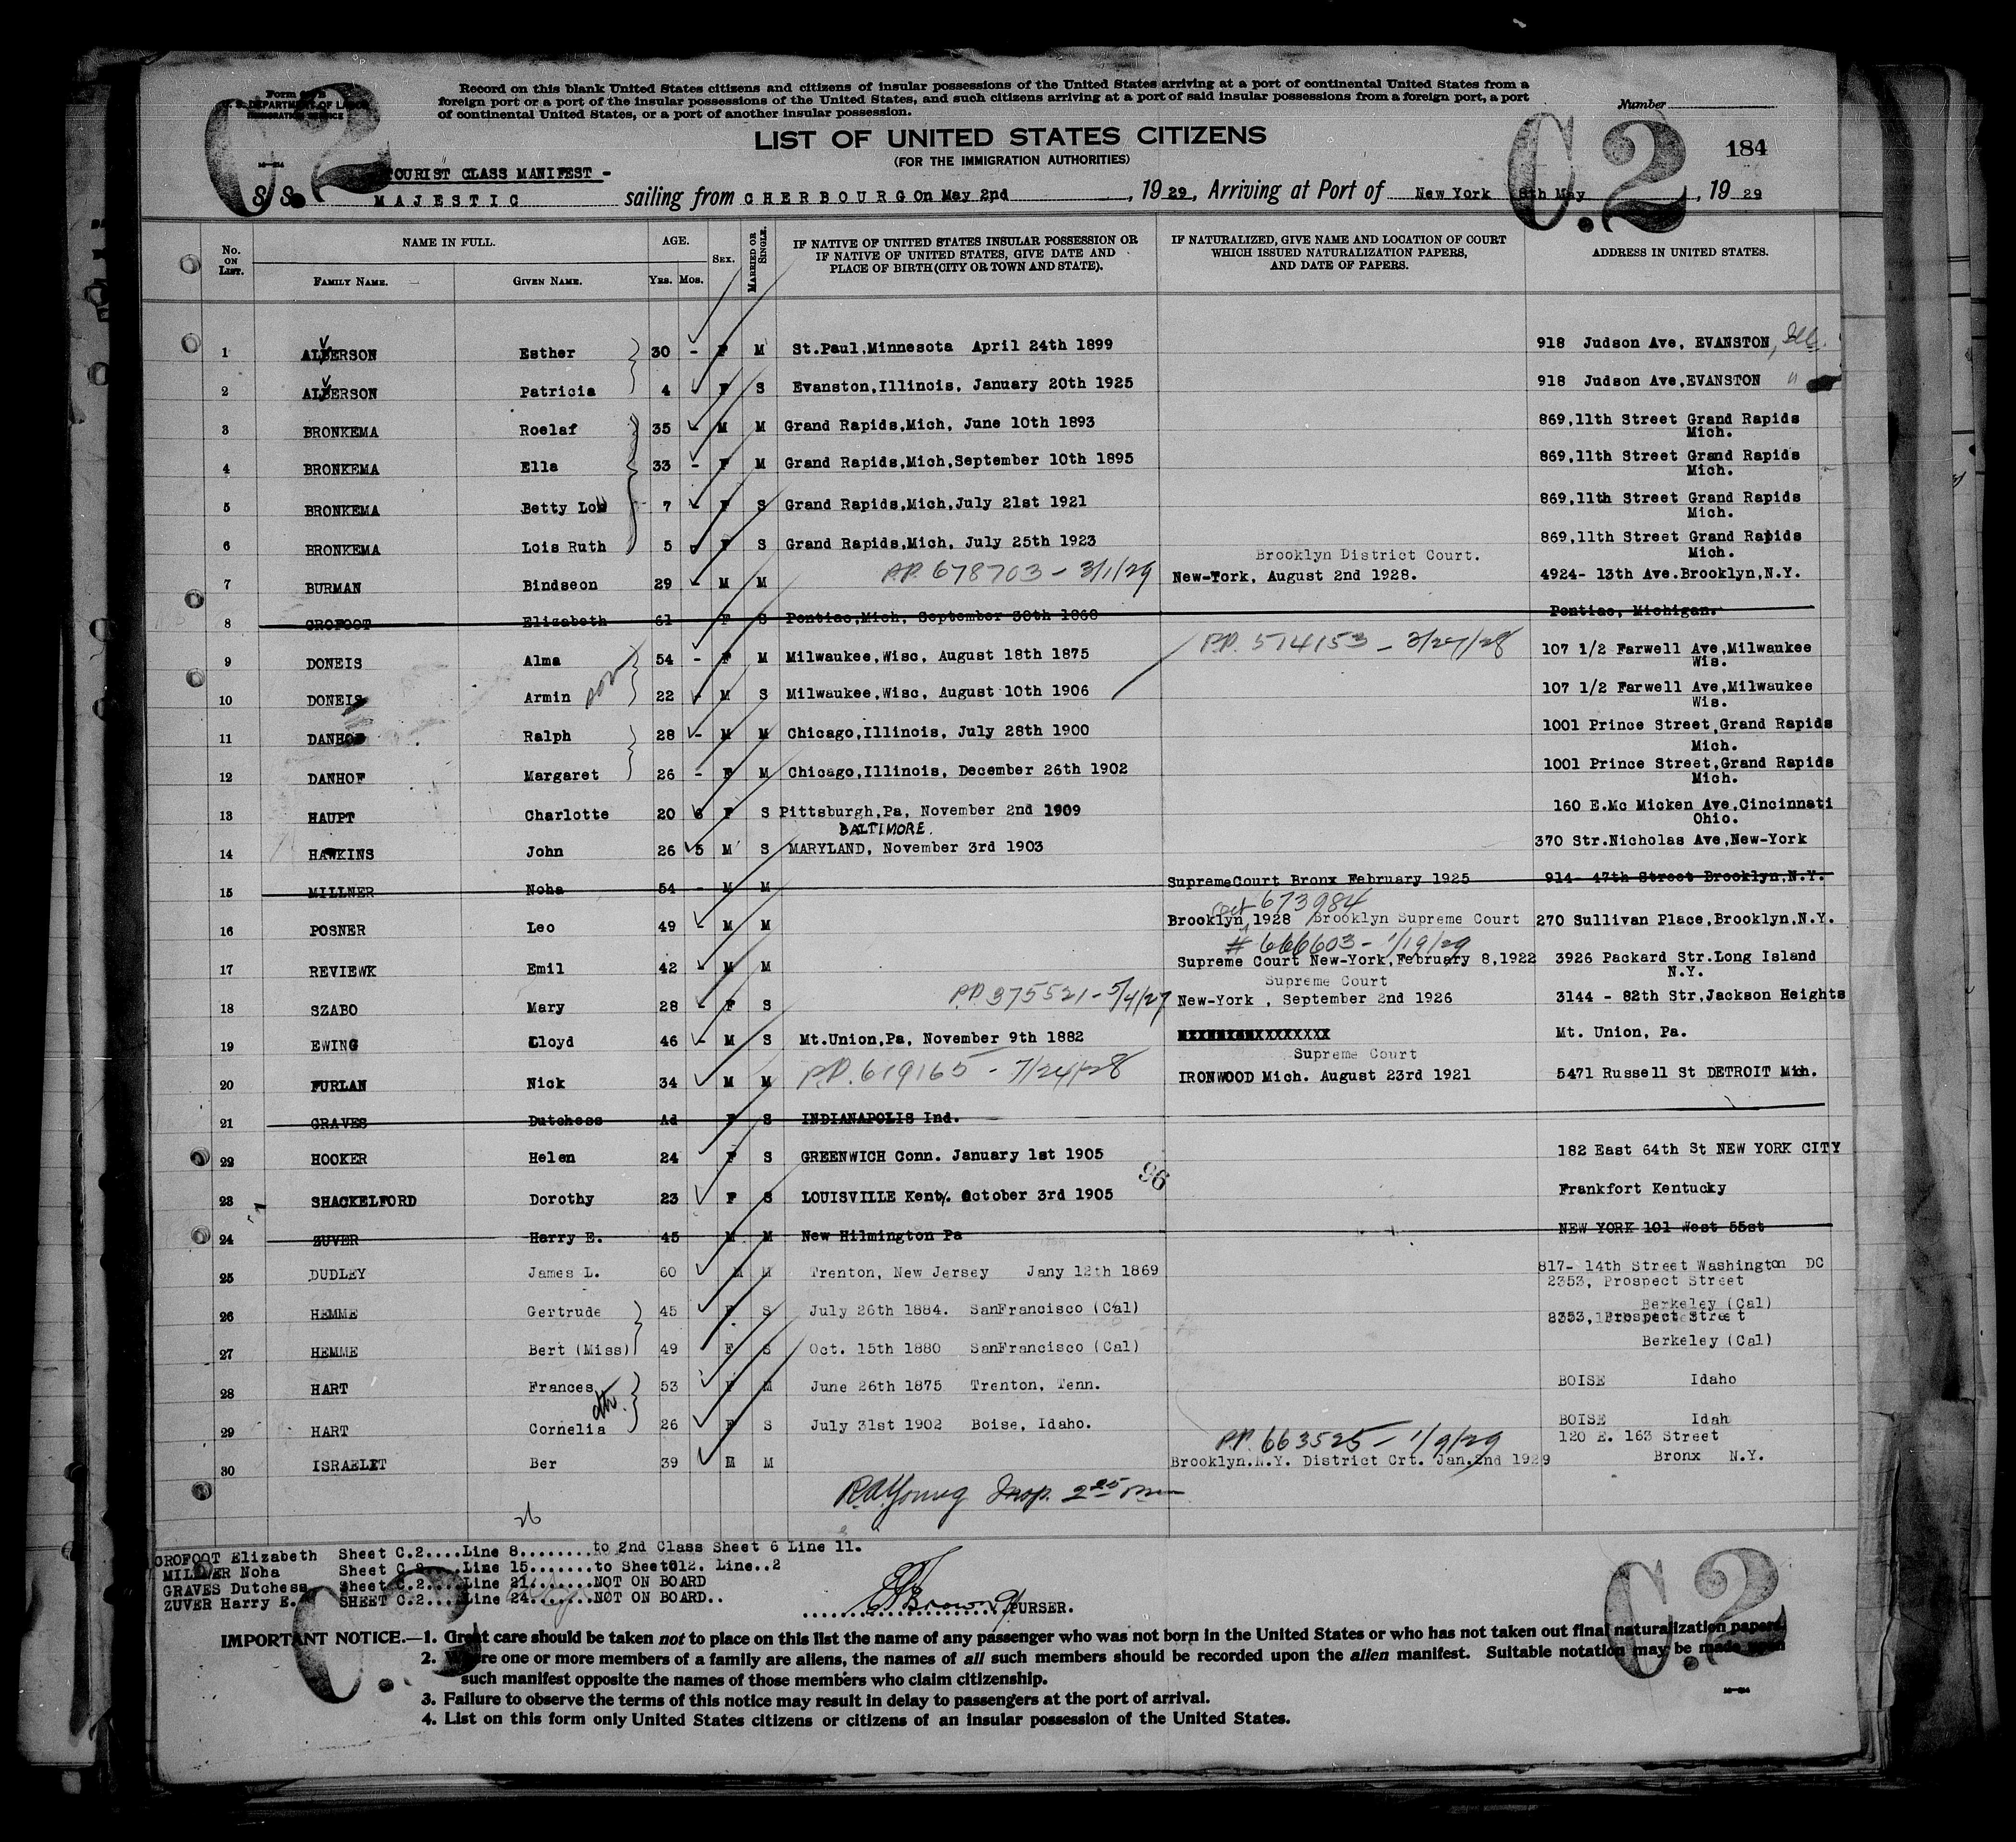 Record on this blank United States citizens and citizens of insular possessions of the United States arriving at a port of continental United States from a
foreign port or a port of the insular possessions of the United States, and such citizens arriving at a port of said insular possessions from a foreign port, a port
of continental United States, or a port of another insular possession.
Form
U. S. DEPARTMENT OF LABOR
IMMIGRATION SERVICE
Number
C.2
C.2
184
LIST OF UNITED STATES CITIZENS
(FOR THE IMMIGRATION AUTHORITIES)
TOURIST CLASS MANIFEST -
S. S. MAJESTIC sailing from CHERBOURG On May 2nd, 1929, Arriving at Port of New York 8th May, 1929
No. ON LIST. NAME IN FULL. AGE. SEX. MARRIED OR SINGLE. IF NATIVE OF UNITED STATES INSULAR POSSESSION OR IF NATIVE OF UNITED STATES, GIVE DATE AND PLACE OF BIRTH (CITY OR TOWN AND STATE). IF NATURALIZED, GIVE NAME AND LOCATION OF COURT WHICH ISSUED NATURALIZATION PAPERS, AND DATE OF PAPERS. ADDRESS IN UNITED STATES.
FAMILY NAME. GIVEN NAME. YRS. MOS.
1 ALBERSON Esther 30 - F M St.Paul,Minnesota April 24th 1899 918 Judson Ave, EVANSTON, Ill.
2 ALBERSON Patricia 4 - F S Evanston,Illinois, January 20th 1925 918 Judson Ave,EVANSTON "
3 BRONKEMA Roelaf 35 - M M Grand Rapids,Mich, June 10th 1893 869,11th Street Grand Rapids Mich.
4 BRONKEMA Ella 33 - F M Grand Rapids,Mich,September 10th 1895 869,11th Street Grand Rapids Mich.
5 BRONKEMA Betty Lou 7 - F S Grand Rapids,Mich,July 21st 1921 869,11th Street Grand Rapids Mich.
6 BRONKEMA Lois Ruth 5 F S Grand Rapids,Mich, July 25th 1923 869,11th Street Grand Rapids Mich.
Brooklyn District Court.
7 BURMAN Bindseon 29 - M M P.P. 678703 - 3/1/29 New-York, August 2nd 1928. 4924- 13th Ave.Brooklyn,N.Y.
8 CROFOOT Elizabeth 61 F S Pontiac,Mich, September 30th 1868 Pontiac, Michigan.
9 DONEIS Alma 54 - F M Milwaukee,Wisc, August 18th 1875 P.P. 514153 - 3/27/28 107 1/2 Farwell Ave,Milwaukee Wis.
10 DONEIS Armin son 22 - M S Milwaukee,Wisc, August 10th 1906 107 1/2 Farwell Ave,Milwaukee Wis.
11 DANHOF Ralph 28 - M M Chicago,Illinois, July 28th 1900 1001 Prince Street,Grand Rapids Mich.
12 DANHOF Margaret 26 - F M Chicago,Illinois, December 26th 1902 1001 Prince Street,Grand Rapids Mich.
13 HAUPT Charlotte 20 6 F S Pittsburgh,Pa, November 2nd 1909 160 E.Mc Micken Ave,Cincinnati Ohio.
BALTIMORE.
14 HAWKINS John 26 5 M S MARYLAND, November 3rd 1903 370 Str.Nicholas Ave,New-York
15 MILLNER Noha 54 - M M SupremeCourt Bronx February 1925 914- 47th Street Brooklyn,N.Y.
cert 673984
16 POSNER Leo 49 - M M Brooklyn 1928 Brooklyn Supreme Court 270 Sullivan Place,Brooklyn,N.Y.
# 666603 - 1/19/29
17 REVIEWK Emil 42 - M M Supreme Court New-York,February 8,1922 3926 Packard Str.Long Island N.Y.
Supreme Court
18 SZABO Mary 28 - F S P.P. 375521 - 5/4/27 New-York , September 2nd 1926 3144 - 82th Str,Jackson Heights
19 EWING Lloyd 46 - M S Mt.Union,Pa, November 9th 1882 Mt. Union, Pa.
Supreme Court
20 FURLAN Nick 34 M M P.P. 619165 - 7/24/28 IRONWOOD Mich. August 23rd 1921 5471 Russell St DETROIT Mich.
21 GRAVES Dutchess Ad F S INDIANAPOLIS Ind.
22 HOOKER Helen 24 F S GREENWICH Conn. January 1st 1905 182 East 64th St NEW YORK CITY
96
23 SHACKELFORD Dorothy 23 F S LOUISVILLE Kenty. October 3rd 1905 Frankfort Kentucky
24 ZUVER Harry E. 45 M M New Hilmington Pa NEW YORK 101 West 55st
25 DUDLEY James L. 60 M M Trenton, New Jersey Jany 12th 1869 817- 14th Street Washington DC
2353, Prospect Street
26 HEMME Gertrude 45 F S July 26th 1884. SanFrancisco (Cal) Berkeley (Cal)
2353, Prospect Street
27 HEMME Bert (Miss) 49 F S Oct. 15th 1880 SanFrancisco (Cal) Berkeley (Cal)
28 HART Frances 53 F M June 26th 1875 Trenton, Tenn. BOISE Idaho
29 HART Cornelia dtr. 26 F S July 31st 1902 Boise, Idaho. BOISE Idah
P.P. 663525 - 1/9/29 120 E. 163 Street
30 ISRAELIT Ber 39 M M Brooklyn.N.Y. District Crt. Jan.2nd 1929 Bronx N.Y.
R.A. Young Insp. 2 25
26
CROFOOT Elizabeth Sheet C.2....Line 8........to 2nd Class Sheet 6 Line 11.
MILLNER Noha Sheet C.2....Line 15.......to SheetC12. Line..2
GRAVES Dutchess Sheet C.2....Line 21.......NOT ON BOARD
ZUVER Harry E. SHEET C.2....Line 24.......NOT ON BOARD..
PURSER.
C.2
C.2
IMPORTANT NOTICE.—1. Great care should be taken not to place on this list the name of any passenger who was not born in the United States or who has not taken out final naturalization papers.
2. Where one or more members of a family are aliens, the names of all such members should be recorded upon the alien manifest. Suitable notation may be made upon
such manifest opposite the names of those members who claim citizenship.
3. Failure to observe the terms of this notice may result in delay to passengers at the port of arrival.
4. List on this form only United States citizens or citizens of an insular possession of the United States.